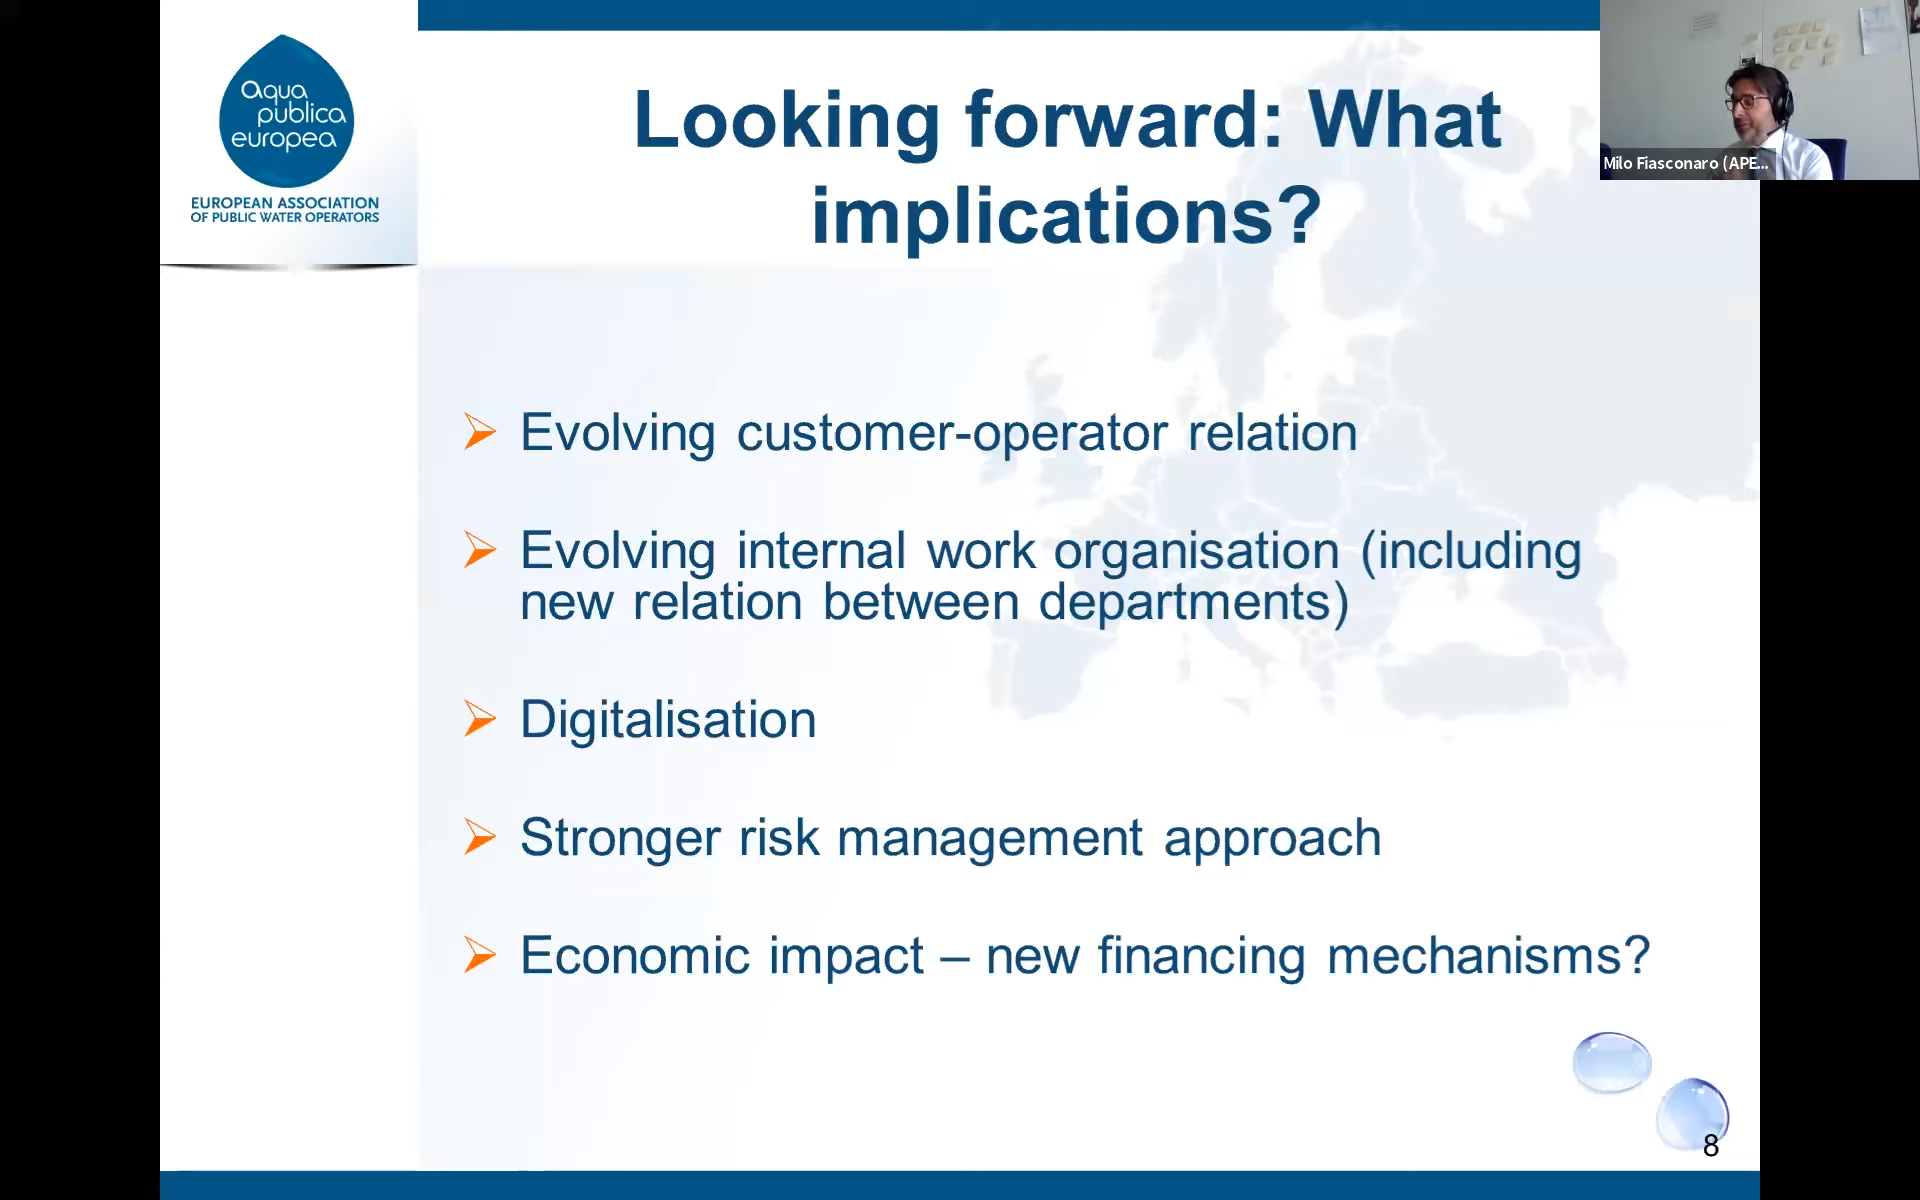 Aqua
publica
europea
EUROPEAN ASSOCIATION
OF PUBLIC WATER OPERATORS
Looking forward: What
implications?
Milo Fiasconaro (APE...
Evolving customer-operator relation
Evolving internal work organisation (including
new relation between departments)
Digitalisation
Stronger risk management approach
Economic impact – new financing mechanisms?
8